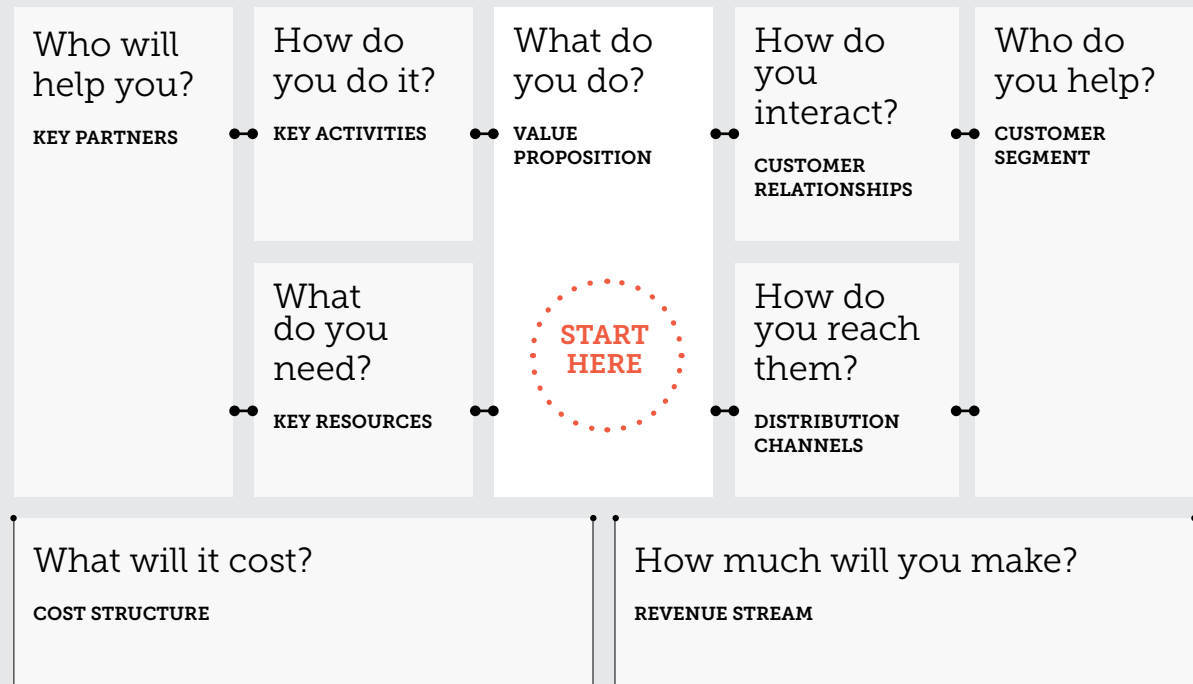 Who will
help you?
KEY PARTNERS
How do
you do it?
KEY ACTIVITIES
What
do you
need?
KEY RESOURCES
What do
you do?
VALUE
PROPOSITION
START
HERE
How do
you
interact?
CUSTOMER
RELATIONSHIPS
How do
you reach
them?
DISTRIBUTION
CHANNELS
Who do
you help?
CUSTOMER
SEGMENT
What will it cost?
COST STRUCTURE
How much will you make?
REVENUE STREAM